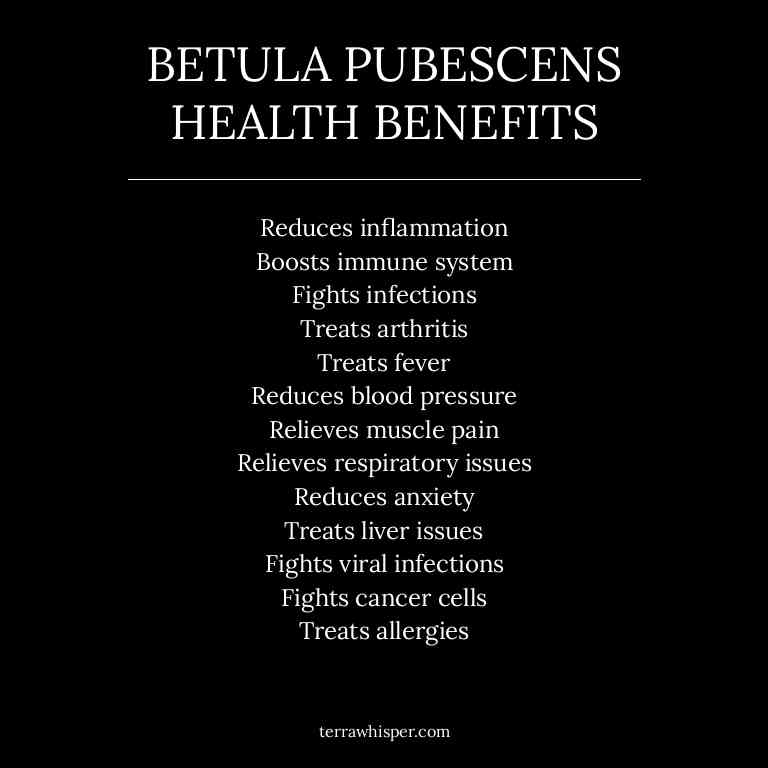 BETULA PUBESCENS
HEALTH BENEFITS
Reduces inflammation
Boosts immune system
Fights infections
Treats arthritis
Treats fever
Reduces blood pressure
Relieves muscle pain
Relieves respiratory issues
Reduces anxiety
Treats liver issues
Fights viral infections
Fights cancer cells
Treats allergies
terrawhisper.com